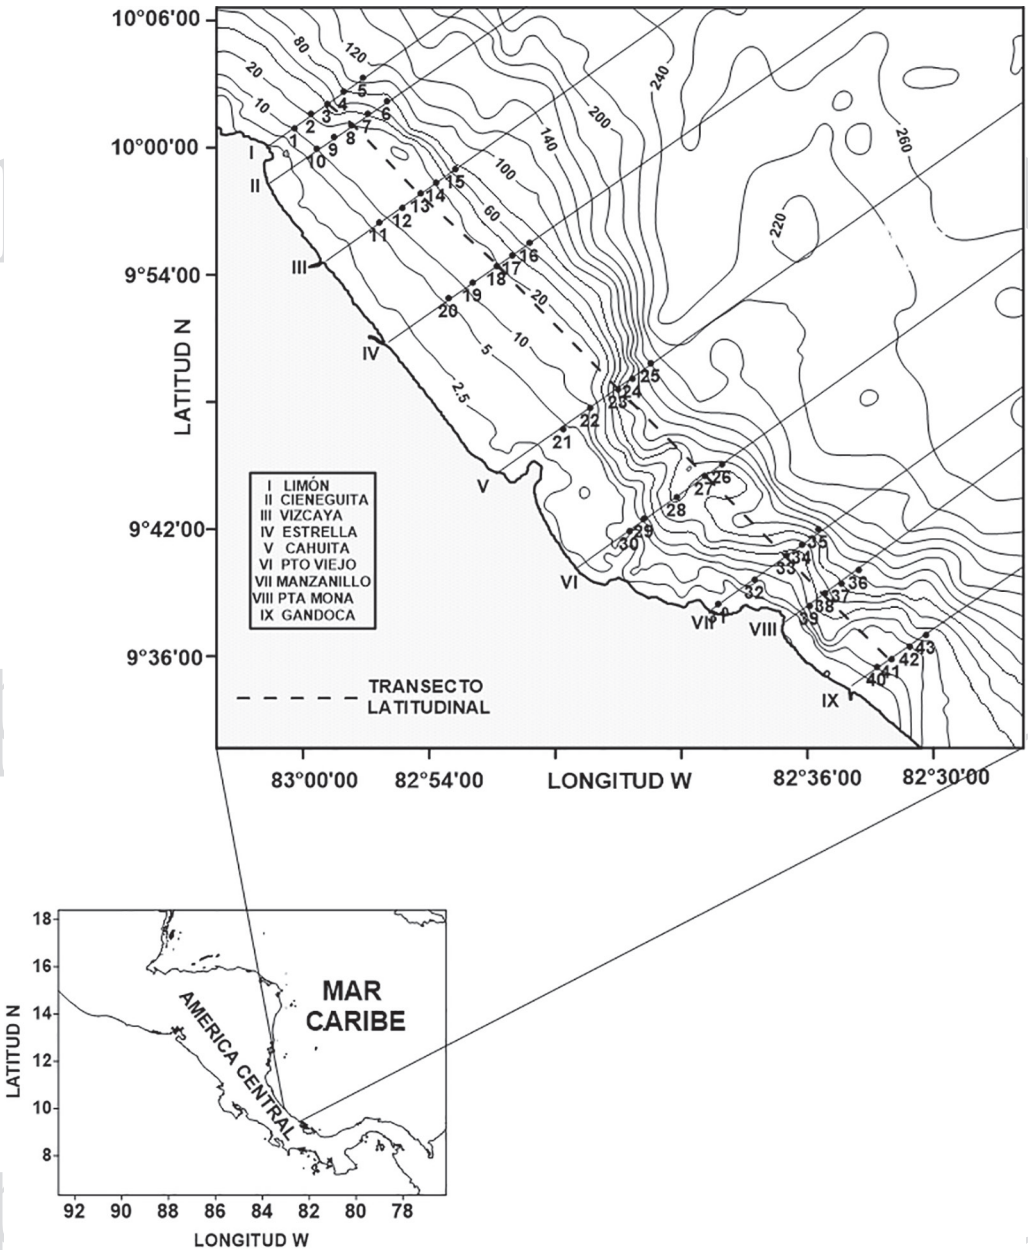 10°06'00
10°00'00
9°54'00
9°42'00
9°36'00
LATITUD N
80
120
20
10
240
200
140
100
60
20
10
5
2.5
260
220
1
2
3
4
5
6
7
8
9
10
11
12
13
14
15
16
17
18
19
20
21
22
23
24
25
26
27
28
29
30
31
32
33
34
35
36
37
38
39
40
41
42
43
I
II
III
IV
V
VI
VII
VIII
IX
I LIMÓN
II CIENEGUITA
III VIZCAYA
IV ESTRELLA
V CAHUITA
VI PTO VIEJO
VII MANZANILLO
VIII PTA MONA
IX GANDOCA
TRANSECTO
LATITUDINAL
83°00'00
82°54'00
LONGITUD W
82°36'00
82°30'00
18
16
14
12
10
8
LATITUD N
MAR
CARIBE
AMERICA CENTRAL
92 90 88 86 84 82 80 78
LONGITUD W